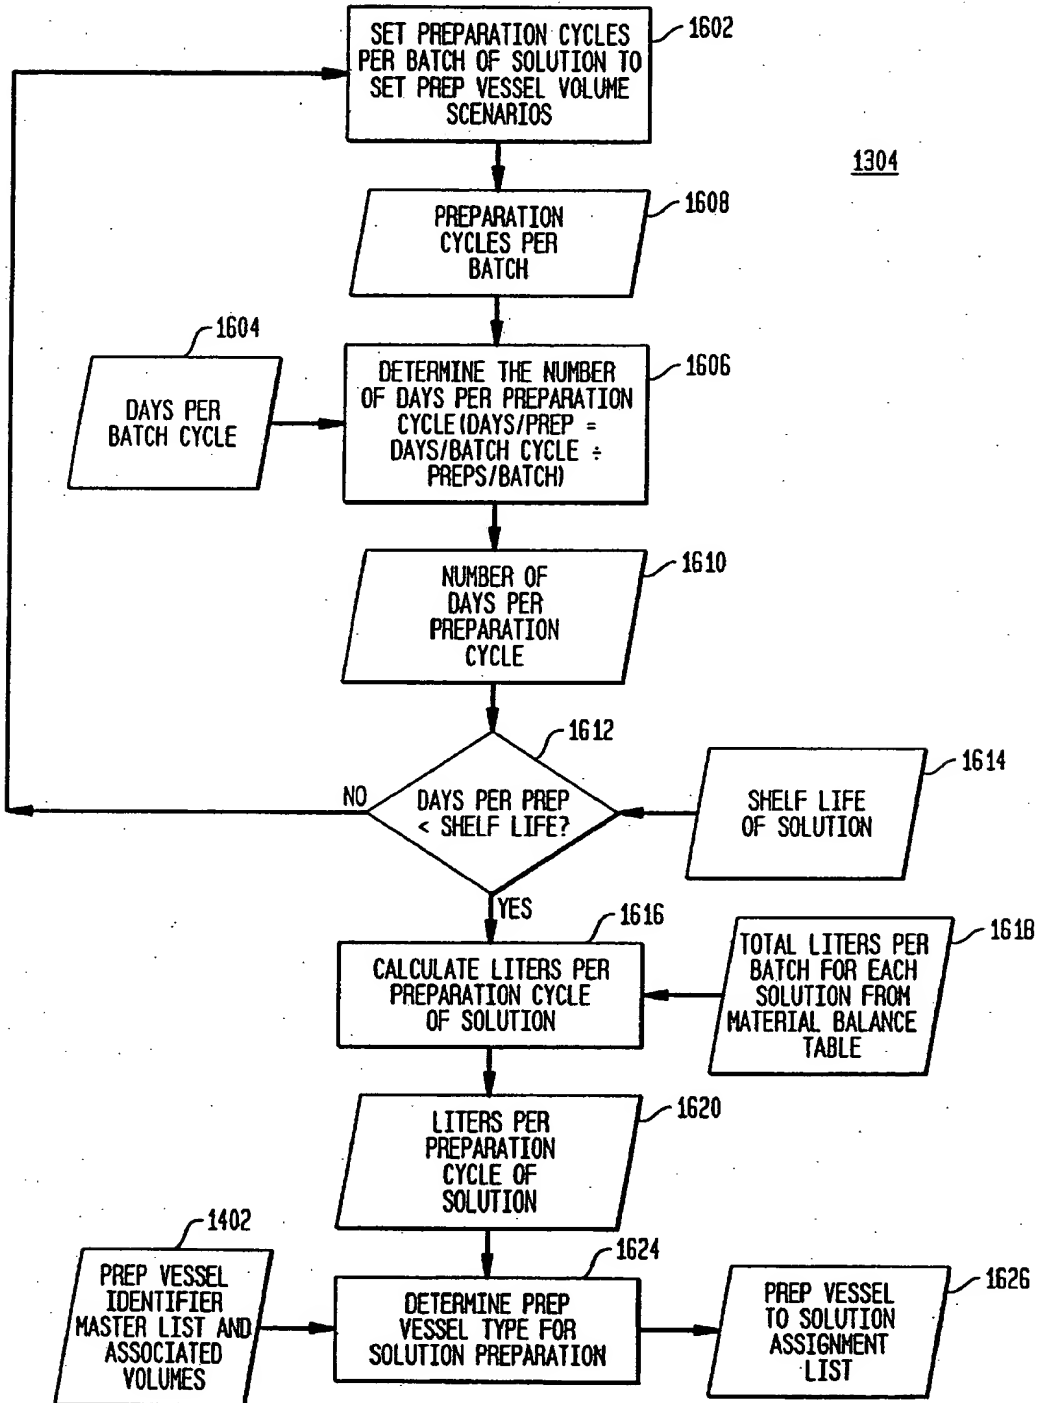 SET PREPARATION CYCLES
PER BATCH OF SOLUTION TO
SET PREP VESSEL VOLUME
SCENARIOS
1602
1304
PREPARATION
CYCLES PER
BATCH
1608
1604
DAYS PER
BATCH CYCLE
DETERMINE THE NUMBER
OF DAYS PER PREPARATION
CYCLE(DAYS/PREP =
DAYS/BATCH CYCLE ÷
PREPS/BATCH)
1606
NUMBER OF
DAYS PER
PREPARATION
CYCLE
1610
1612
NO
DAYS PER PREP
< SHELF LIFE?
SHELF LIFE
OF SOLUTION
1614
YES
1616
CALCULATE LITERS PER
PREPARATION CYCLE
OF SOLUTION
TOTAL LITERS PER
BATCH FOR EACH
SOLUTION FROM
MATERIAL BALANCE
TABLE
1618
LITERS PER
PREPARATION
CYCLE OF
SOLUTION
1620
1402
PREP VESSEL
IDENTIFIER
MASTER LIST AND
ASSOCIATED
VOLUMES
1624
DETERMINE PREP
VESSEL TYPE FOR
SOLUTION PREPARATION
PREP VESSEL
TO SOLUTION
ASSIGNMENT
LIST
1626